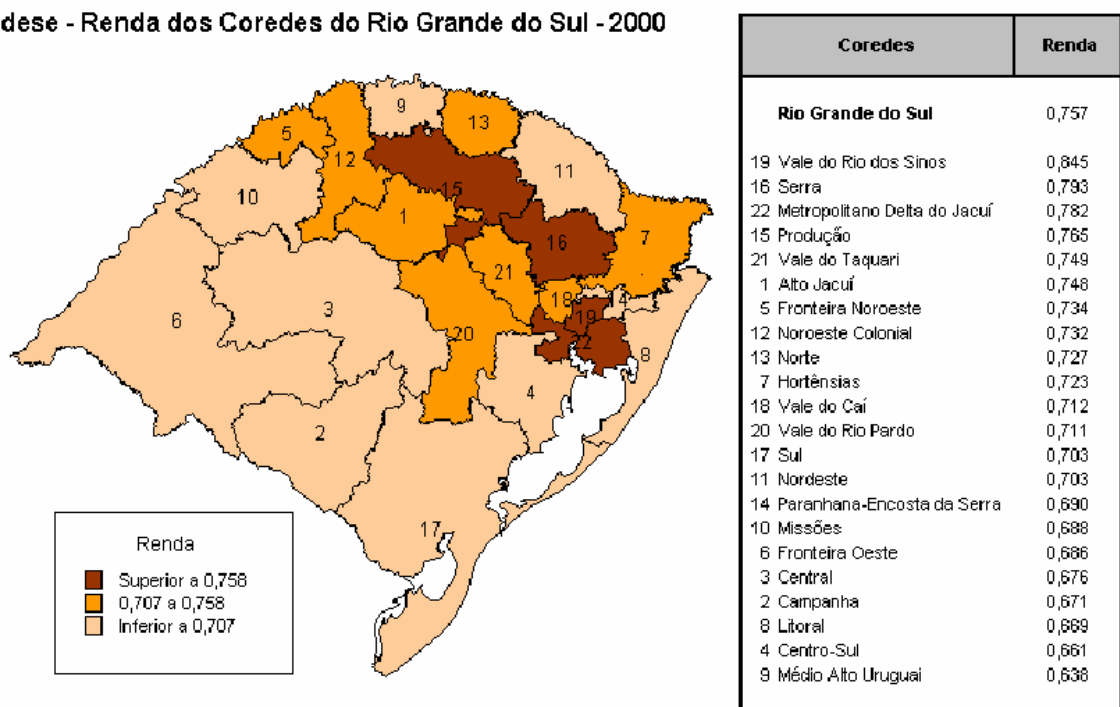 dese - Renda dos Coredes do Rio Grande do Sul - 2000
Coredes Renda
Rio Grande do Sul 0,757
19 Vale do Rio dos Sinos 0,845
16 Serra 0,793
22 Metropolitano Delta do Jacuí 0,782
15 Produção 0,765
21 Vale do Taquari 0,749
1 Alto Jacuí 0,748
5 Fronteira Noroeste 0,734
12 Noroeste Colonial 0,732
13 Norte 0,727
7 Hortênsias 0,723
18 Vale do Caí 0,712
20 Vale do Rio Pardo 0,711
17 Sul 0,703
11 Nordeste 0,703
14 Paranhana-Encosta da Serra 0,690
10 Missões 0,688
6 Fronteira Oeste 0,686
3 Central 0,676
2 Campanha 0,671
8 Litoral 0,669
4 Centro-Sul 0,661
9 Médio Alto Uruguai 0,638
9
13
5
12
11
10
15
1
16
7
21
3
18
14
19
6
20
22
8
4
2
17
Renda
Superior a 0,758
0,707 a 0,758
Inferior a 0,707